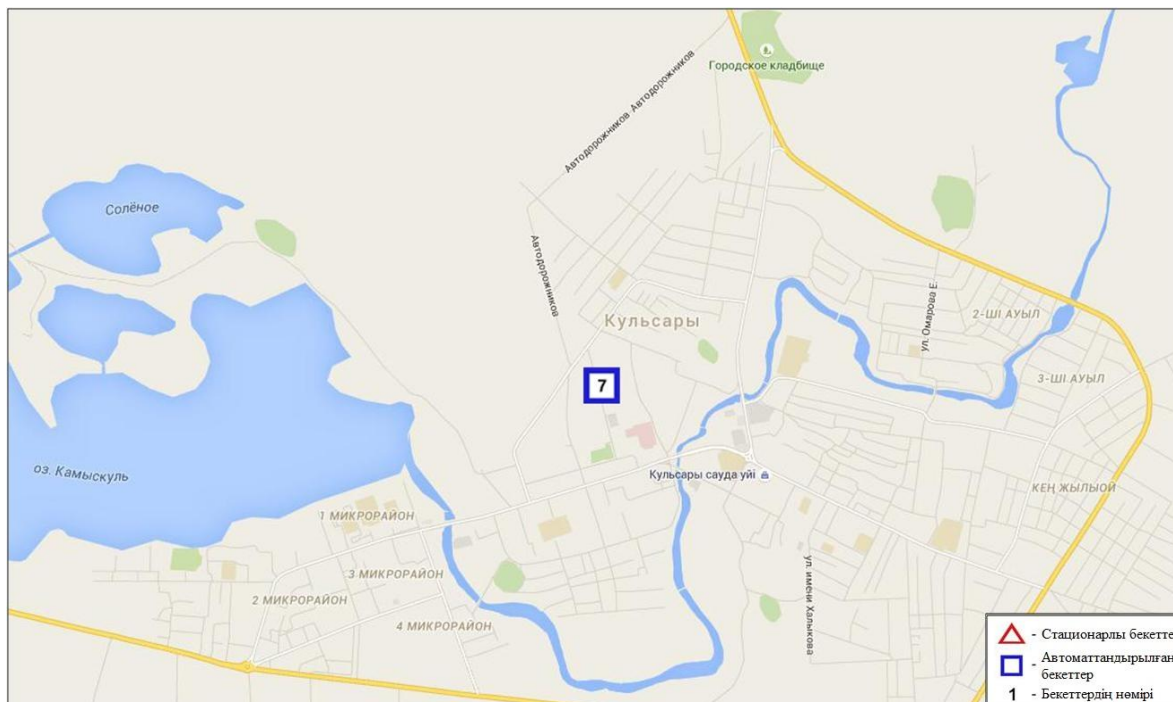 Городское кладбище
Автодорожников Автодорожников
Солёное
Автодорожников
Кульсары
ул. Омарова Е.
2-ШІ АУЫЛ
3-ШІ АУЫЛ
7
оз. Камыскуль
Кульсары сауда уйі
КЕҢ ЖЫЛЫОЙ
1 МИКРОРАЙОН
3 МИКРОРАЙОН
2 МИКРОРАЙОН
4 МИКРОРАЙОН
ул. имени Халыкова
- Стационарлы бекетте
- Автоматтандырылған
бекеттер
1 - Бекеттердің нөмірі